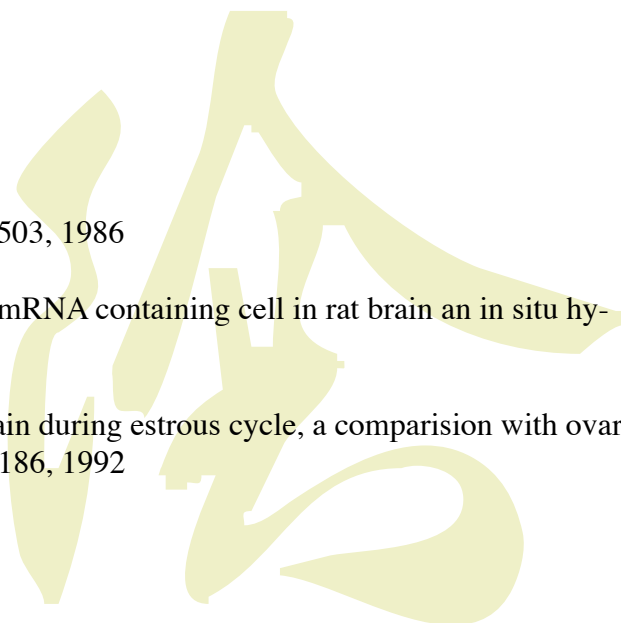 503, 1986
mRNA containing cell in rat brain an in situ hy-
ain during estrous cycle, a comparision with ovar
186, 1992